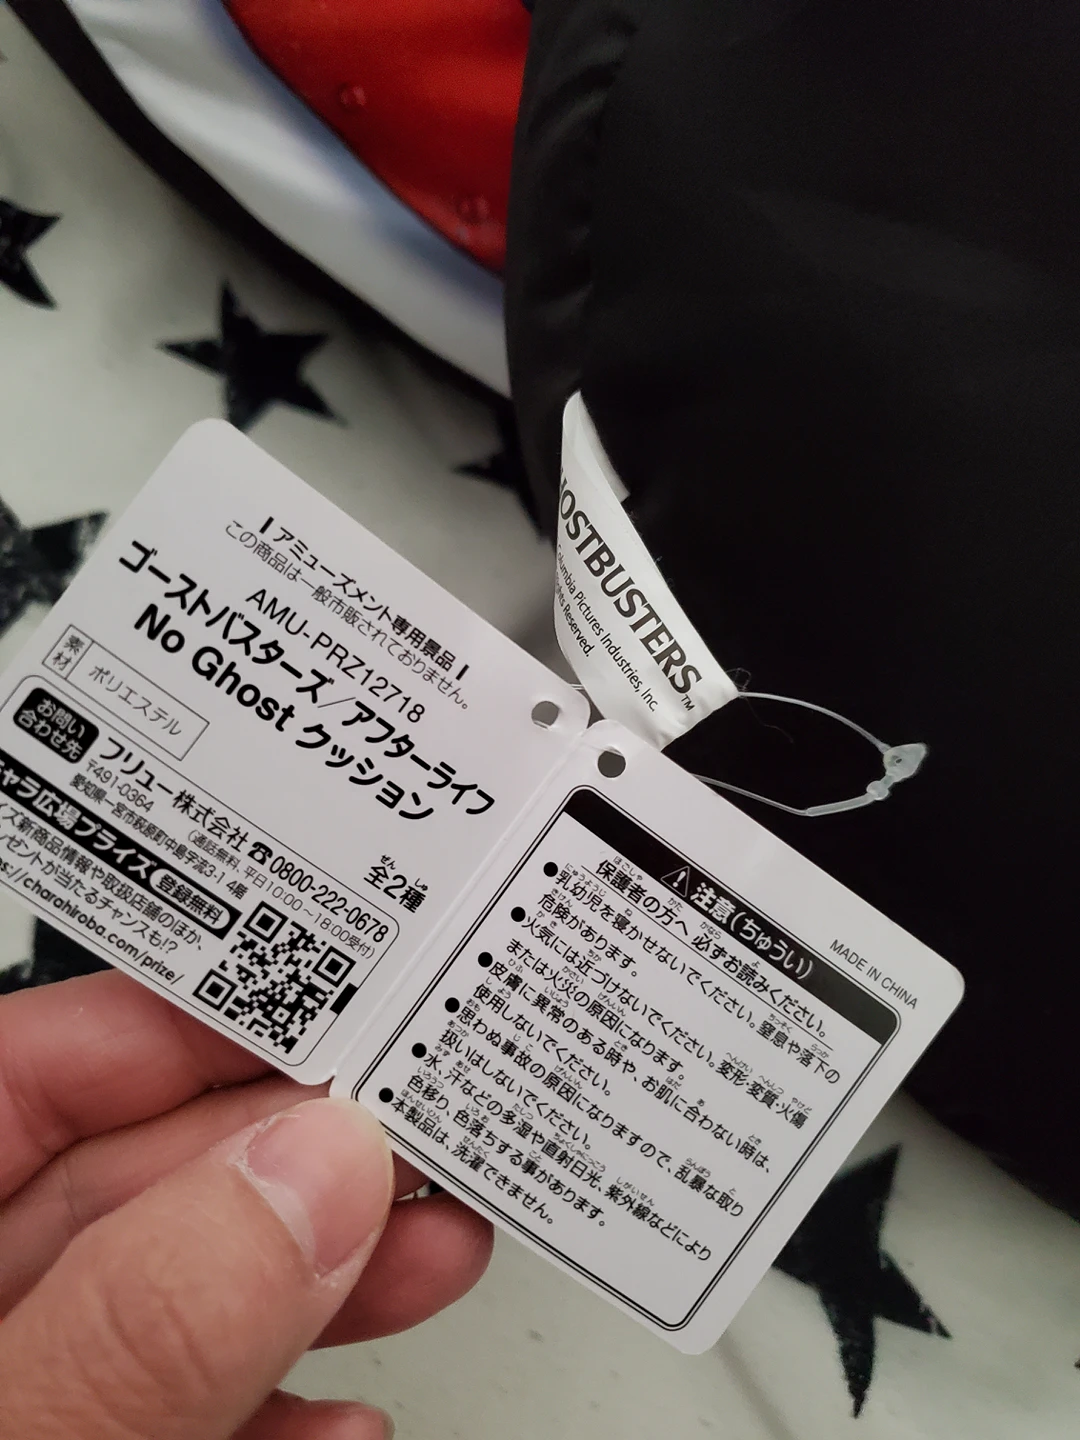 アミューズメント専用景品
この商品は一般市販されておりません。
AMU-PRZ12718
ゴーストバスターズ/アフターライフ
No Ghost クッション
素材 ポリエステル
全2種
ぜん しゅ
お問い合わせ先
フリュー株式会社 ☎0800-222-0678
〒491-0364 (通話無料、平日10:00~18:00受付)
愛知県一宮市萩原町中島字流3-1 4階
キャラ広場プライズ 登録無料
イズ新商品情報や取扱店舗のほか、
レゼントが当たるチャンスも!?
ps://charahiroba.com/prize/
OSTBUSTERS™
Columbia Pictures Industries, Inc.
Rights Reserved.
MADE IN CHINA
⚠注意(ちゅうい)
保護者の方へ 必ずお読みください。
●乳幼児を寝かせないでください。窒息や落下の
危険があります。
●火気には近づけないでください。変形・変質・火傷
または火災の原因になります
●皮膚に異常のある時や、お肌に合わない時は、
使用しないでください。
●思わぬ事故の原因になりますので、乱暴な取り
扱いはしないでください。
●水、汗などの多湿や直射日光、紫外線などにより
色移り、色落ちする事があります。
●本製品は、洗濯できません。